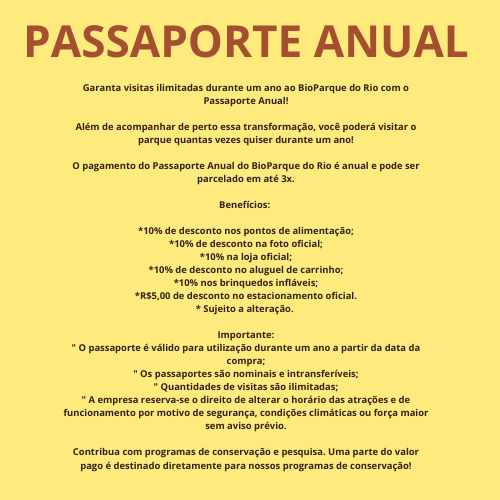 PASSAPORTE ANUAL
Garanta visitas ilimitadas durante um ano ao BioParque do Rio com o
Passaporte Anual!
Além de acompanhar de perto essa transformação, você poderá visitar o
parque quantas vezes quiser durante um ano!
O pagamento do Passaporte Anual do BioParque do Rio é anual e pode ser
parcelado em até 3x.
Benefícios:
*10% de desconto nos pontos de alimentação;
*10% de desconto na foto oficial;
*10% na loja oficial;
*10% de desconto no aluguel de carrinho;
*10% nos brinquedos infláveis;
*R$5,00 de desconto no estacionamento oficial.
* Sujeito a alteração.
Importante:
" O passaporte é válido para utilização durante um ano a partir da data da
compra;
" Os passaportes são nominais e intransferíveis;
" Quantidades de visitas são ilimitadas;
" A empresa reserva-se o direito de alterar o horário das atrações e de
funcionamento por motivo de segurança, condições climáticas ou força maior
sem aviso prévio.
Contribua com programas de conservação e pesquisa. Uma parte do valor
pago é destinado diretamente para nossos programas de conservação!